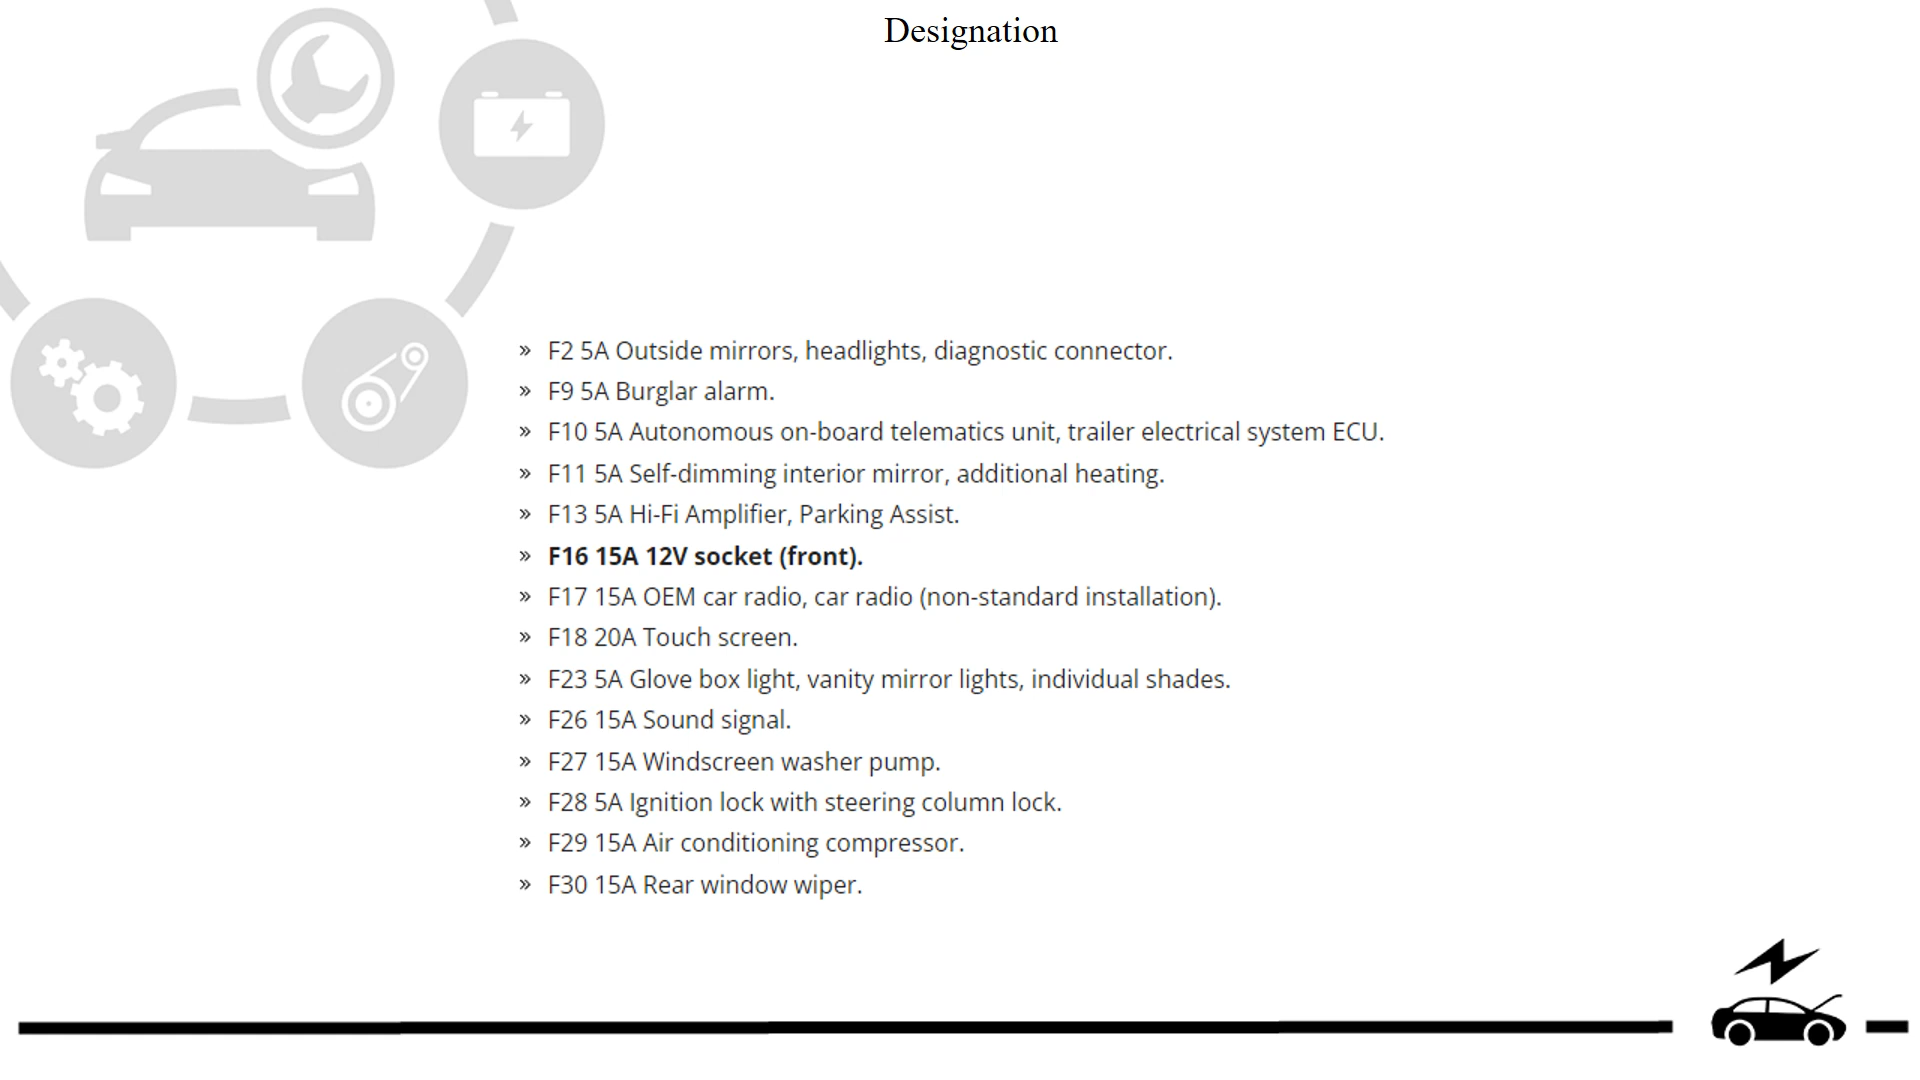 Designation
» F2 5A Outside mirrors, headlights, diagnostic connector.
» F9 5A Burglar alarm.
» F10 5A Autonomous on-board telematics unit, trailer electrical system ECU.
» F11 5A Self-dimming interior mirror, additional heating.
» F13 5A Hi-Fi Amplifier, Parking Assist.
» F16 15A 12V socket (front).
» F17 15A OEM car radio, car radio (non-standard installation).
» F18 20A Touch screen.
» F23 5A Glove box light, vanity mirror lights, individual shades.
» F26 15A Sound signal.
» F27 15A Windscreen washer pump.
» F28 5A Ignition lock with steering column lock.
» F29 15A Air conditioning compressor.
» F30 15A Rear window wiper.